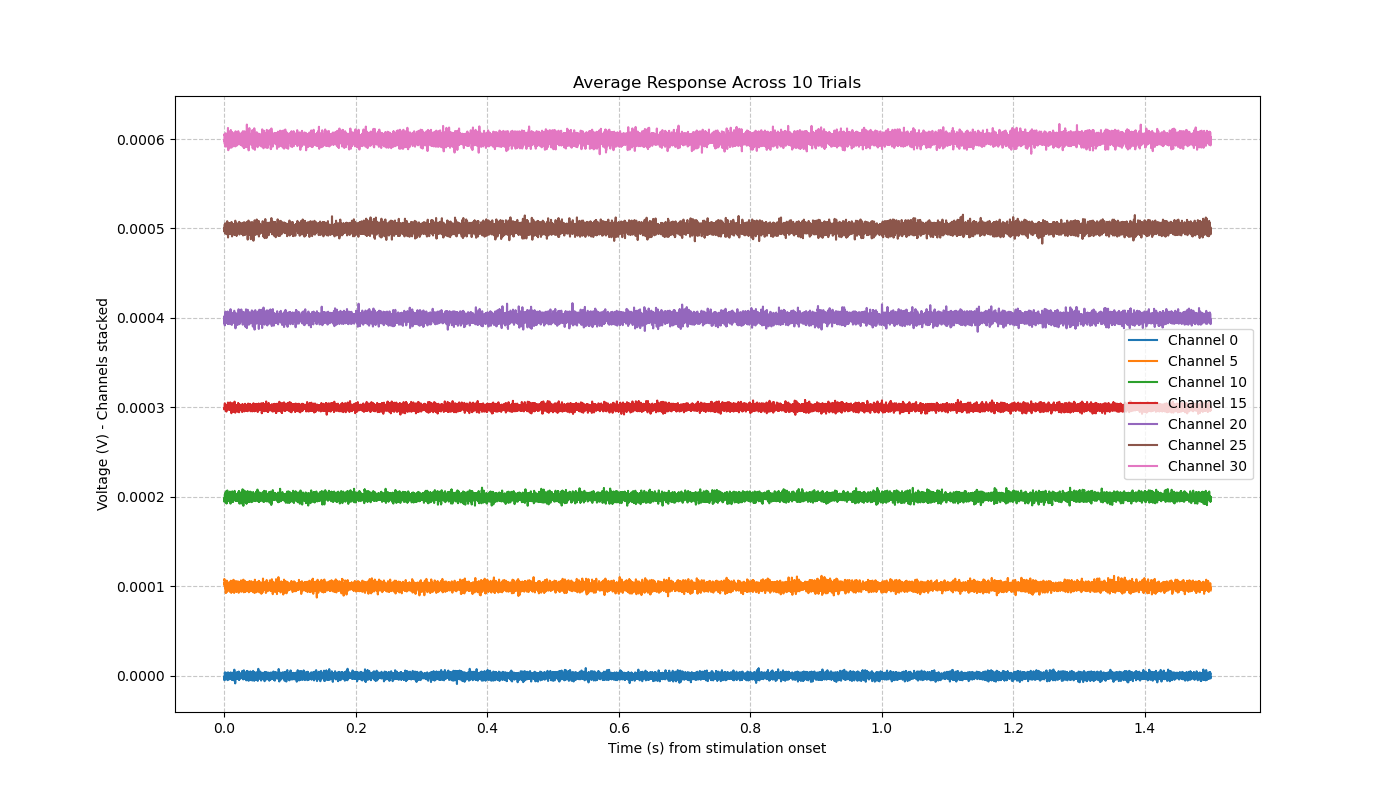 Average Response Across 10 Trials
Voltage (V) - Channels stacked
0.0006
0.0005
0.0004
0.0003
0.0002
0.0001
0.0000
Channel 0
Channel 5
Channel 10
Channel 15
Channel 20
Channel 25
Channel 30
0.0 0.2 0.4 0.6 0.8 1.0 1.2 1.4
Time (s) from stimulation onset